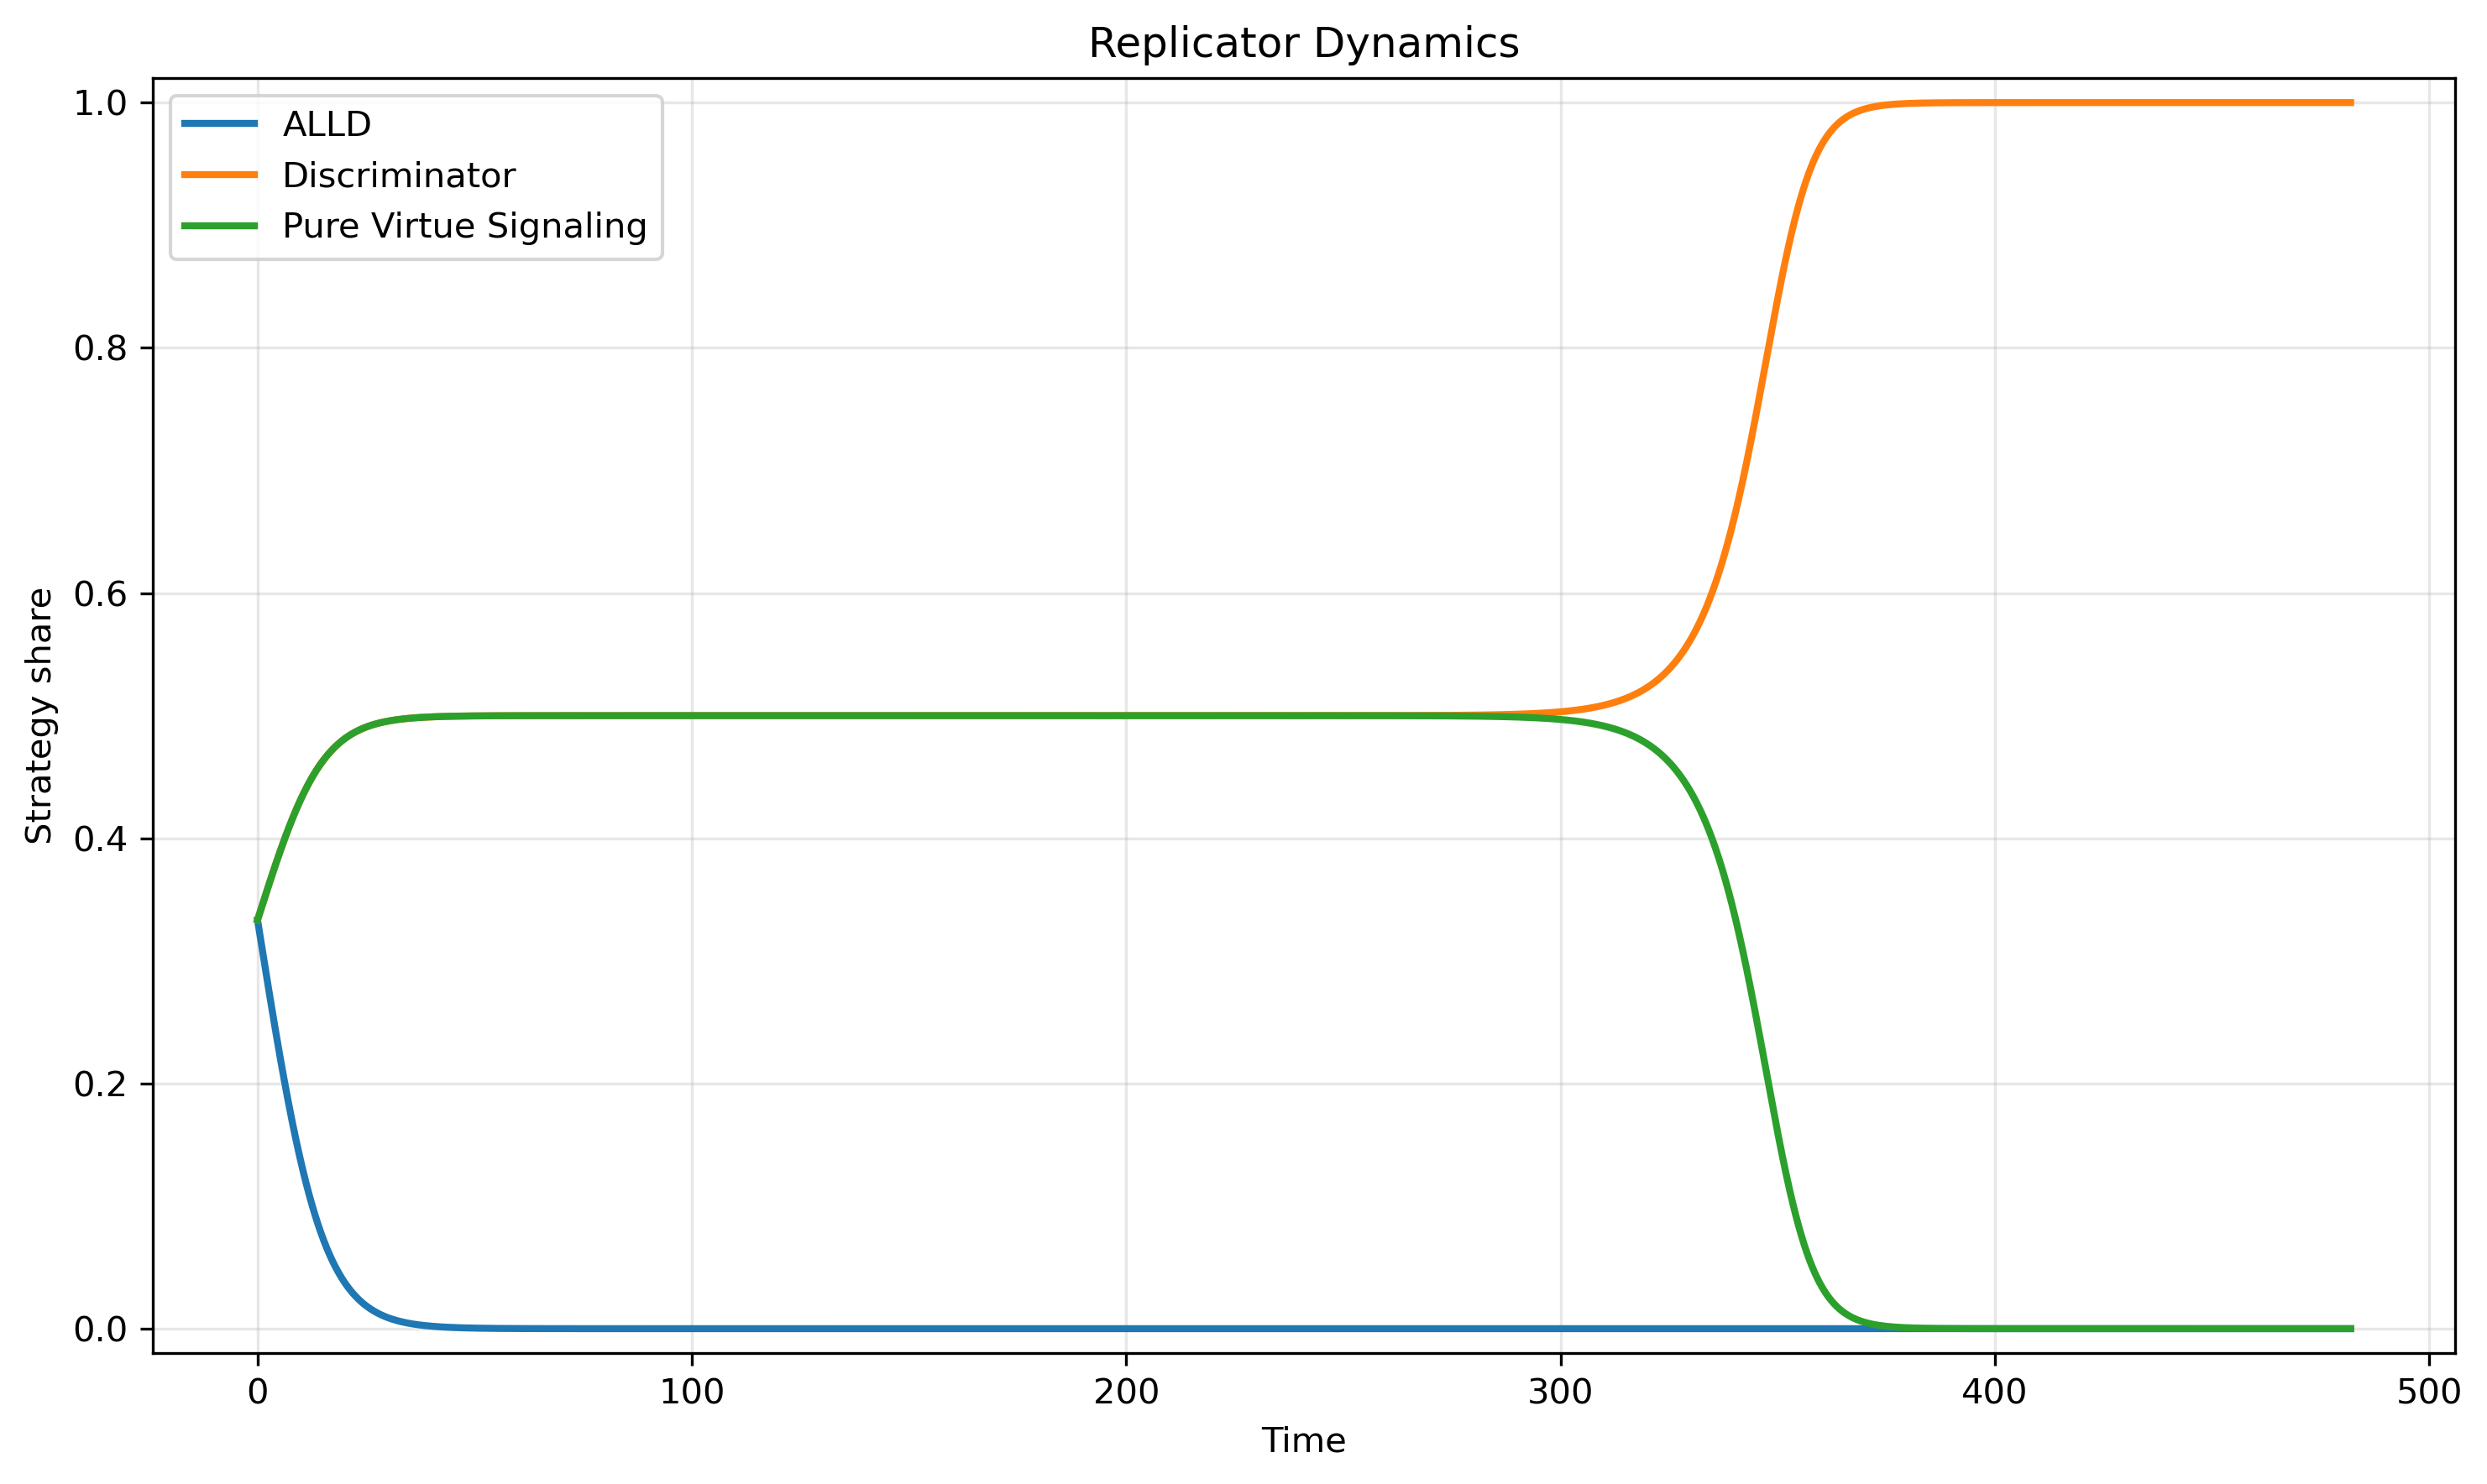 Replicator Dynamics
ALLD
Discriminator
Pure Virtue Signaling
Strategy share
1.0
0.8
0.6
0.4
0.2
0.0
0 100 200 300 400 500
Time